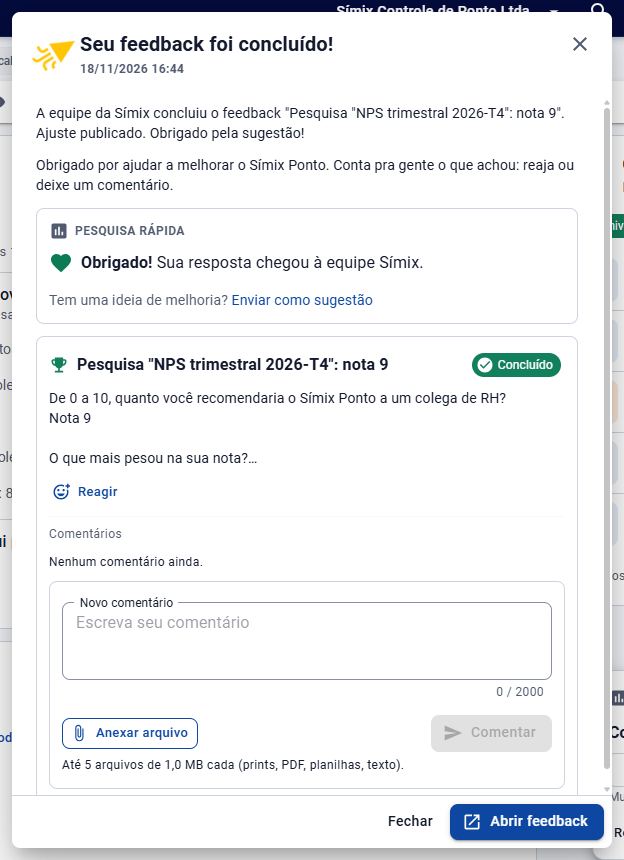 Símix Controle de Ponto Ltda
Seu feedback foi concluído!
18/11/2026 16:44
A equipe da Símix concluiu o feedback "Pesquisa "NPS trimestral 2026-T4": nota 9".
Ajuste publicado. Obrigado pela sugestão!
Obrigado por ajudar a melhorar o Símix Ponto. Conta pra gente o que achou: reaja ou
deixe um comentário.
PESQUISA RÁPIDA
Obrigado! Sua resposta chegou à equipe Símix.
Tem uma ideia de melhoria? Enviar como sugestão
Pesquisa "NPS trimestral 2026-T4": nota 9
Concluído
De 0 a 10, quanto você recomendaria o Símix Ponto a um colega de RH?
Nota 9
O que mais pesou na sua nota?…
Reagir
Comentários
Nenhum comentário ainda.
Novo comentário
Escreva seu comentário
0 / 2000
Anexar arquivo
Comentar
Até 5 arquivos de 1,0 MB cada (prints, PDF, planilhas, texto).
Fechar
Abrir feedback